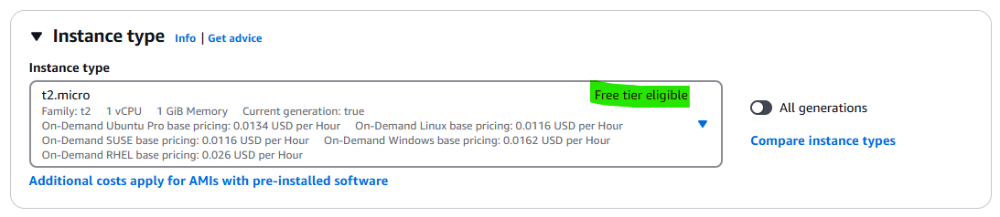 Instance type Info | Get advice
Instance type
t2.micro Free tier eligible
Family: t2 1 vCPU 1 GiB Memory Current generation: true
On-Demand Ubuntu Pro base pricing: 0.0134 USD per Hour On-Demand Linux base pricing: 0.0116 USD per Hour
On-Demand SUSE base pricing: 0.0116 USD per Hour On-Demand Windows base pricing: 0.0162 USD per Hour
On-Demand RHEL base pricing: 0.026 USD per Hour
All generations
Compare instance types
Additional costs apply for AMIs with pre-installed software